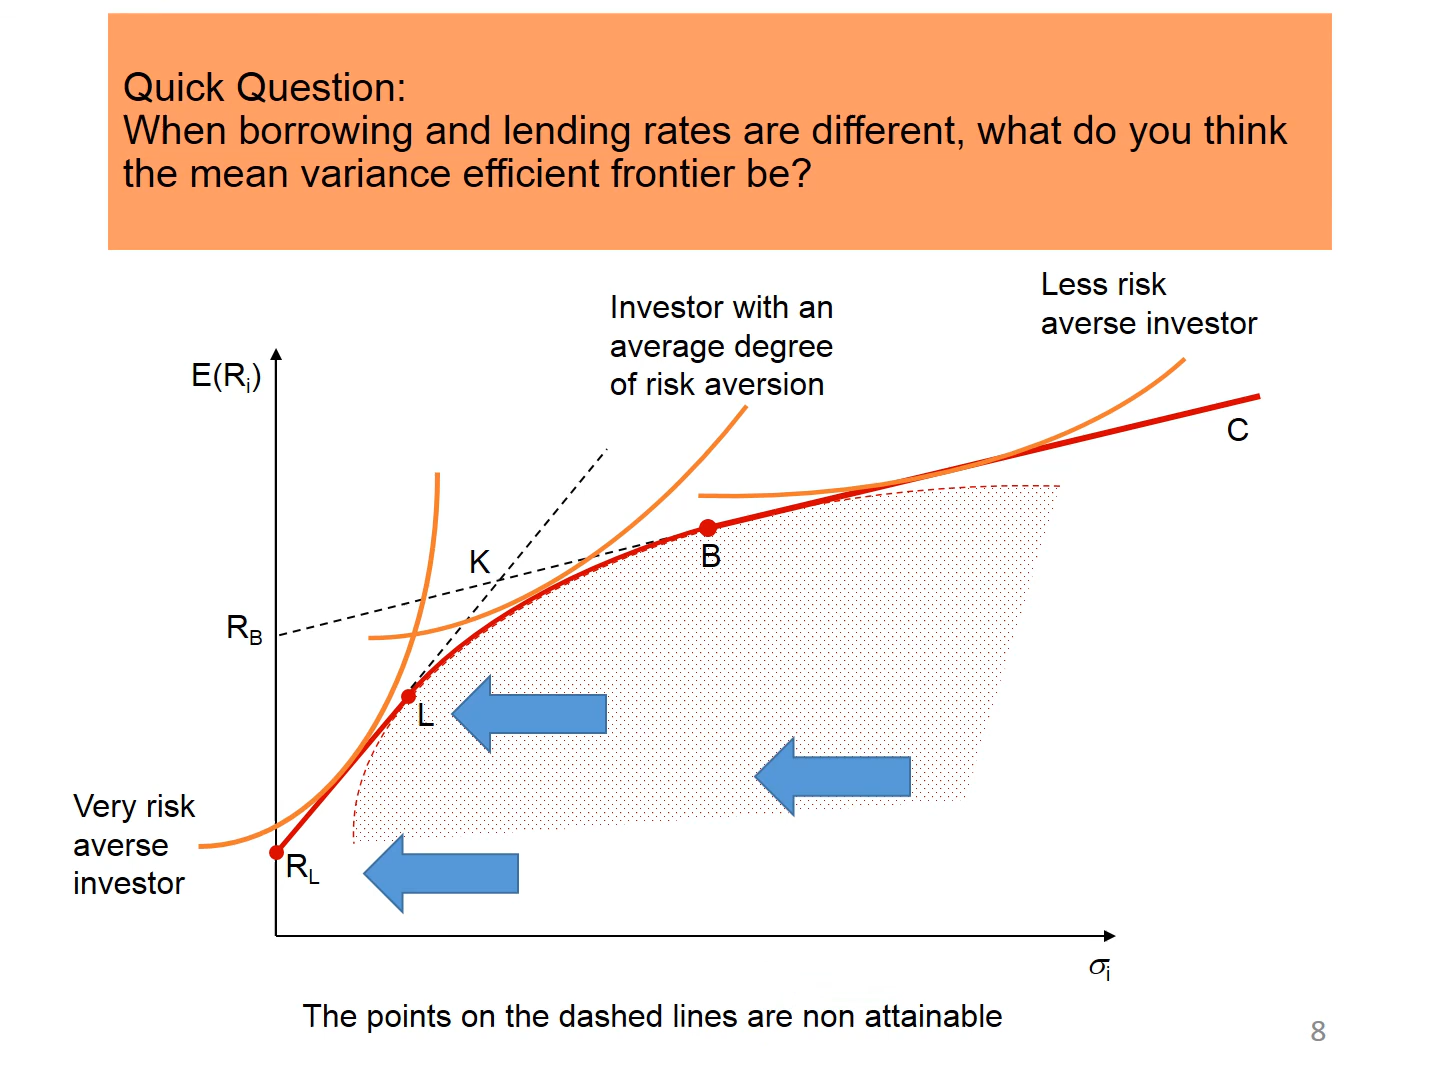 Quick Question:
When borrowing and lending rates are different, what do you think
the mean variance efficient frontier be?
Less risk
averse investor
Investor with an
average degree
of risk aversion
E(Ri)
C
K
B
RB
L
Very risk
averse
investor
RL
σi
The points on the dashed lines are non attainable
8